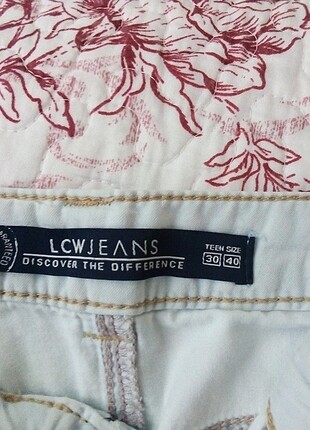 LCWJEANS
DISCOVER THE DIFFERENCE
TEEN SIZE
30 40